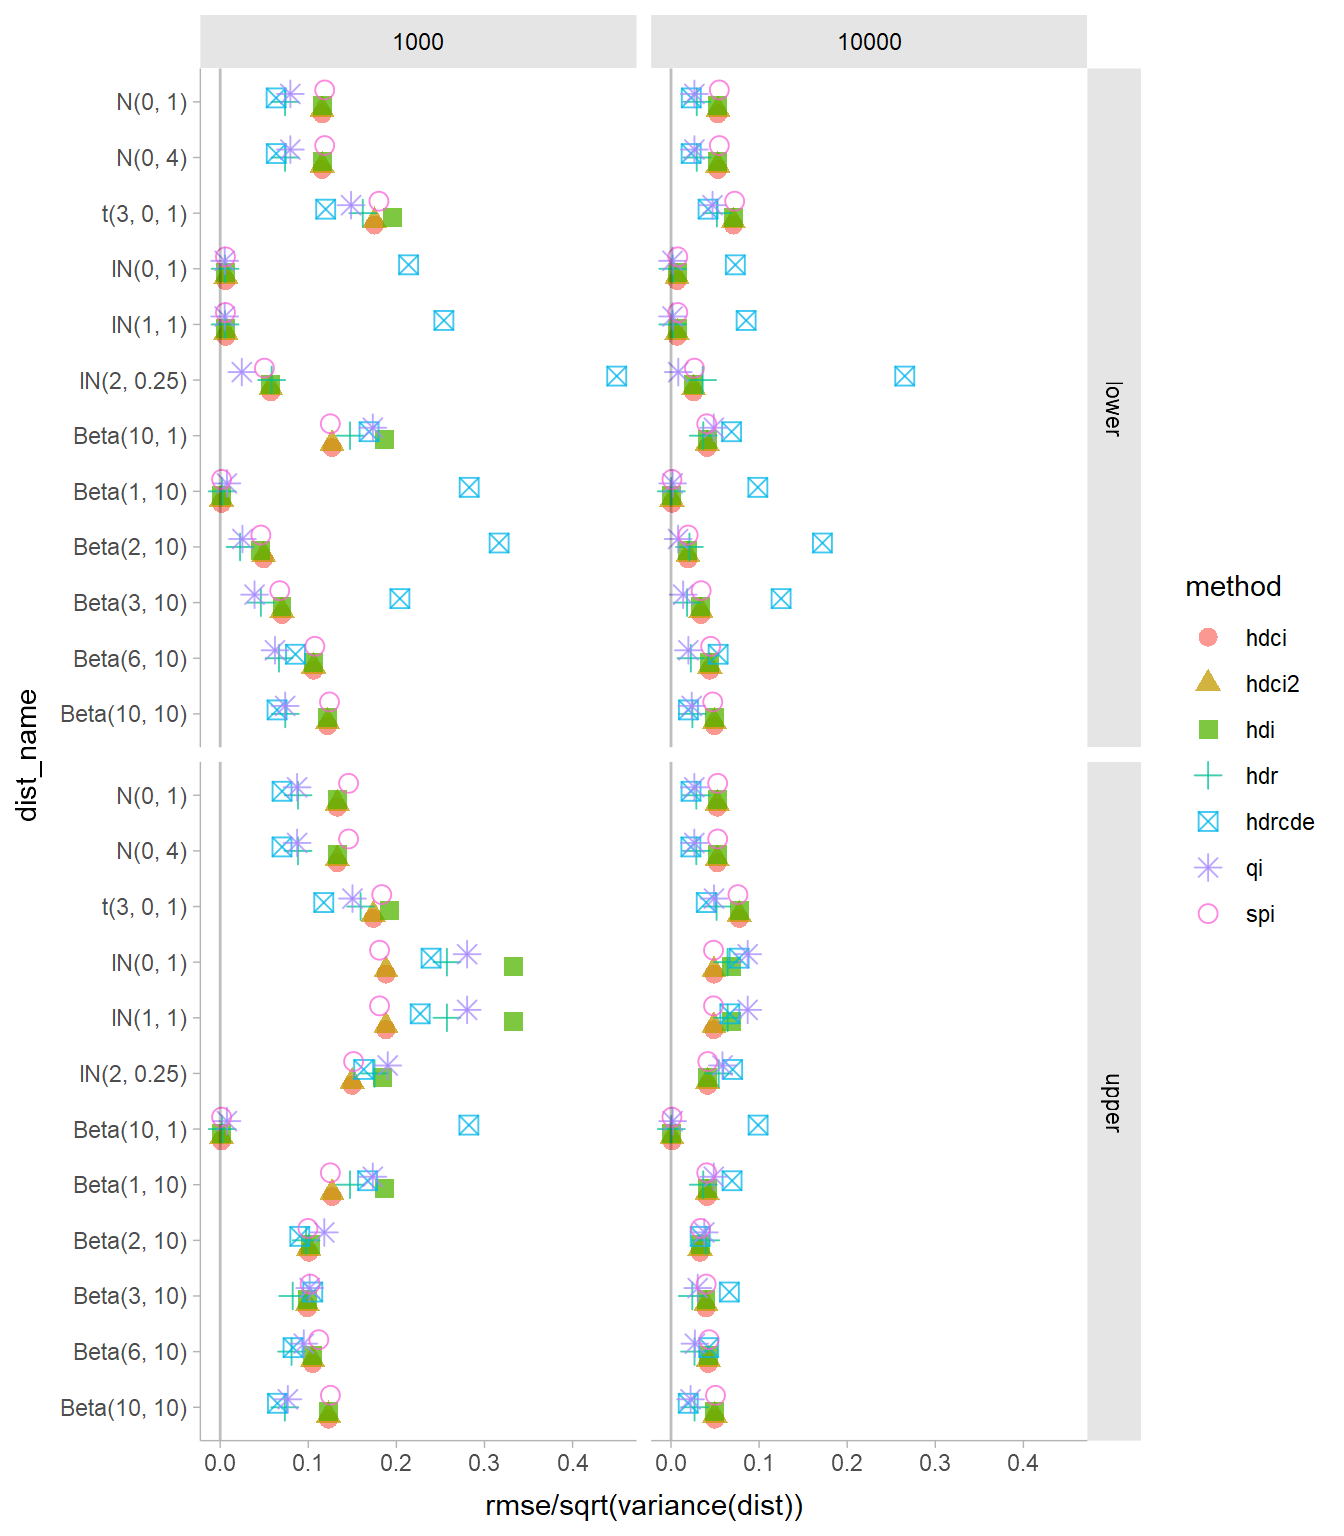 1000
10000
N(0, 1)
N(0, 4)
t(3, 0, 1)
lN(0, 1)
lN(1, 1)
lN(2, 0.25)
Beta(10, 1)
Beta(1, 10)
Beta(2, 10)
Beta(3, 10)
Beta(6, 10)
Beta(10, 10)
lower
N(0, 1)
N(0, 4)
t(3, 0, 1)
lN(0, 1)
lN(1, 1)
lN(2, 0.25)
Beta(10, 1)
Beta(1, 10)
Beta(2, 10)
Beta(3, 10)
Beta(6, 10)
Beta(10, 10)
upper
dist_name
0.0 0.1 0.2 0.3 0.4
0.0 0.1 0.2 0.3 0.4
rmse/sqrt(variance(dist))
method
hdci
hdci2
hdi
hdr
hdrcde
qi
spi